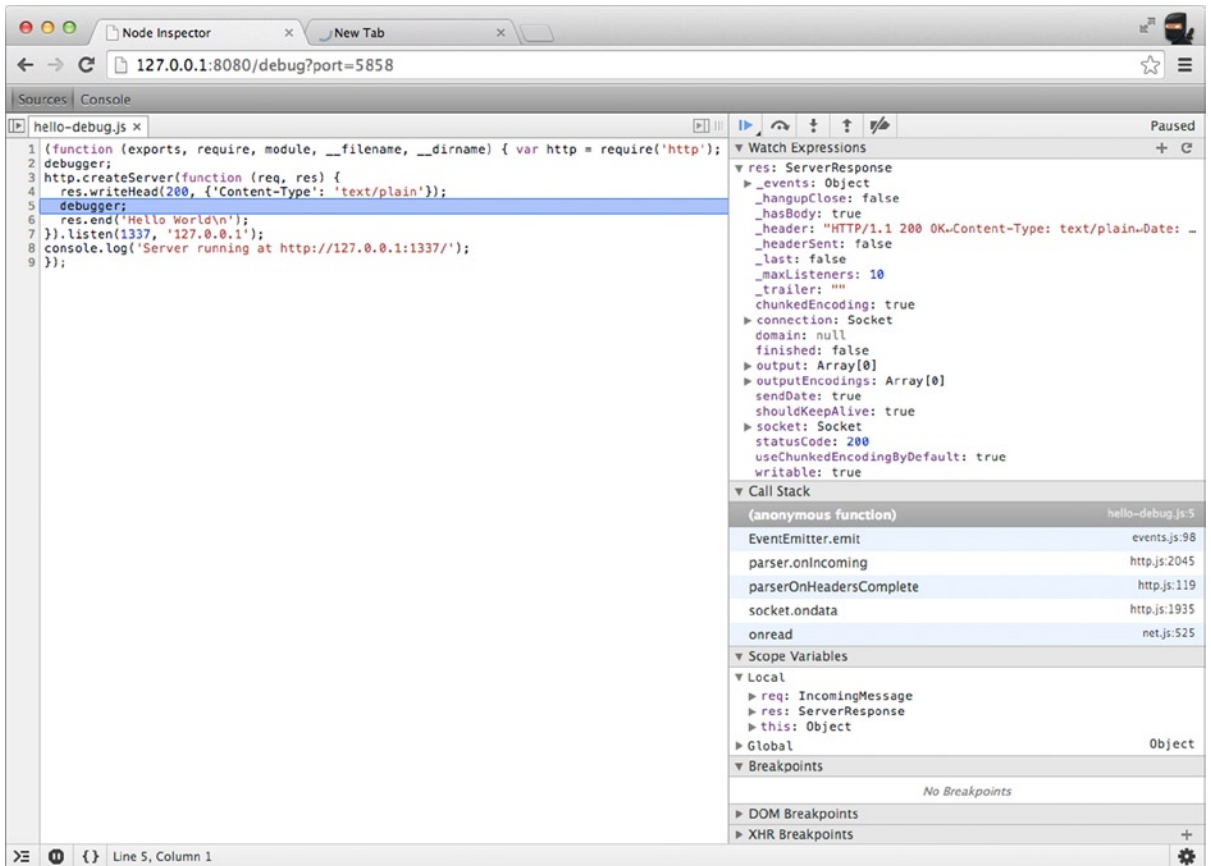 Node Inspector
New Tab
127.0.0.1:8080/debug?port=5858
Sources Console
hello-debug.js
1 (function (exports, require, module, __filename, __dirname) { var http = require('http');
2 debugger;
3 http.createServer(function (req, res) {
4 res.writeHead(200, {'Content-Type': 'text/plain'});
5 debugger;
6 res.end('Hello World\n');
7 }).listen(1337, '127.0.0.1');
8 console.log('Server running at http://127.0.0.1:1337/');
9 });
Paused
Watch Expressions
res: ServerResponse
_events: Object
_hangupClose: false
_hasBody: true
_header: "HTTP/1.1 200 OK↵Content-Type: text/plain↵Date: …
_headerSent: false
_last: false
_maxListeners: 10
_trailer: ""
chunkedEncoding: true
connection: Socket
domain: null
finished: false
output: Array[0]
outputEncodings: Array[0]
sendDate: true
shouldKeepAlive: true
socket: Socket
statusCode: 200
useChunkedEncodingByDefault: true
writable: true
Call Stack
(anonymous function) hello-debug.js:5
EventEmitter.emit events.js:98
parser.onIncoming http.js:2045
parserOnHeadersComplete http.js:119
socket.ondata http.js:1935
onread net.js:525
Scope Variables
Local
req: IncomingMessage
res: ServerResponse
this: Object
Global Object
Breakpoints
No Breakpoints
DOM Breakpoints
XHR Breakpoints
{} Line 5, Column 1